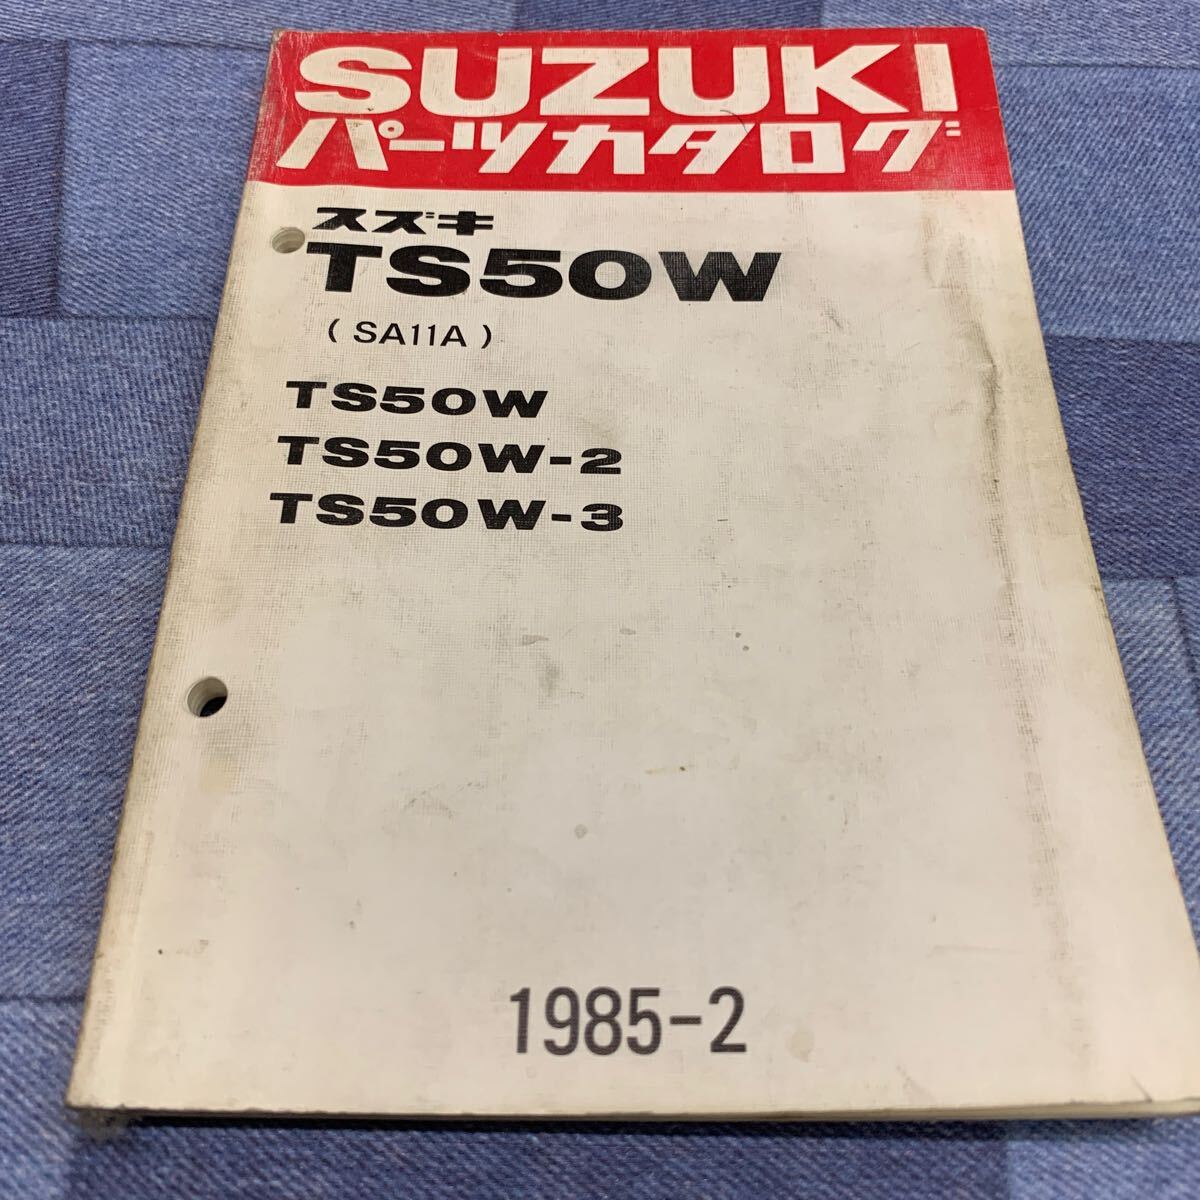 SUZUKI
パーツカタログ
スズキ
TS50W
(SA11A)
TS50W
TS50W-2
TS50W-3
1985-2